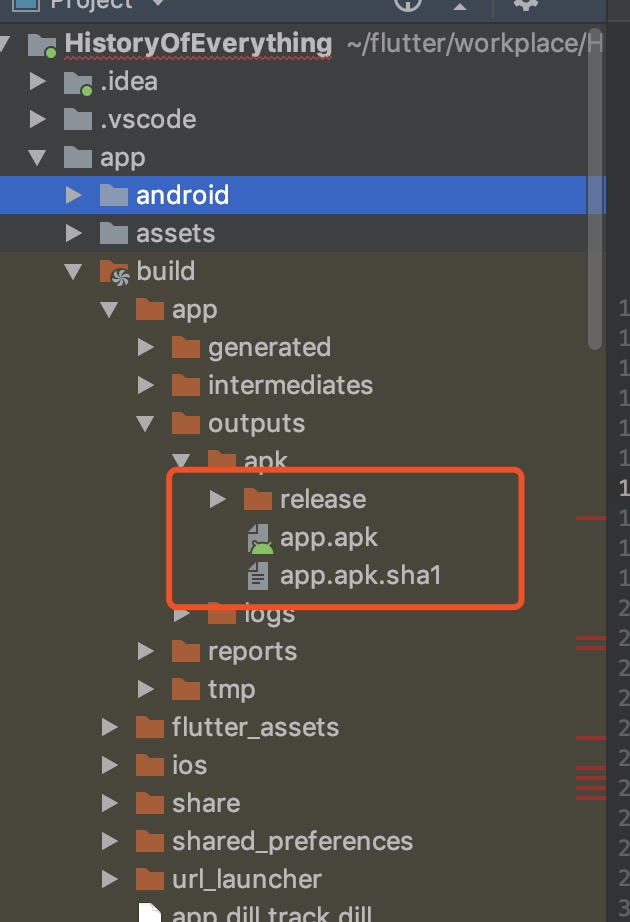 Project
HistoryOfEverything ~/flutter/workplace/H
.idea
.vscode
app
android
assets
build
app
generated
intermediates
outputs
apk
release
app.apk
app.apk.sha1
logs
reports
tmp
flutter_assets
ios
share
shared_preferences
url_launcher
app.dill.track.dill